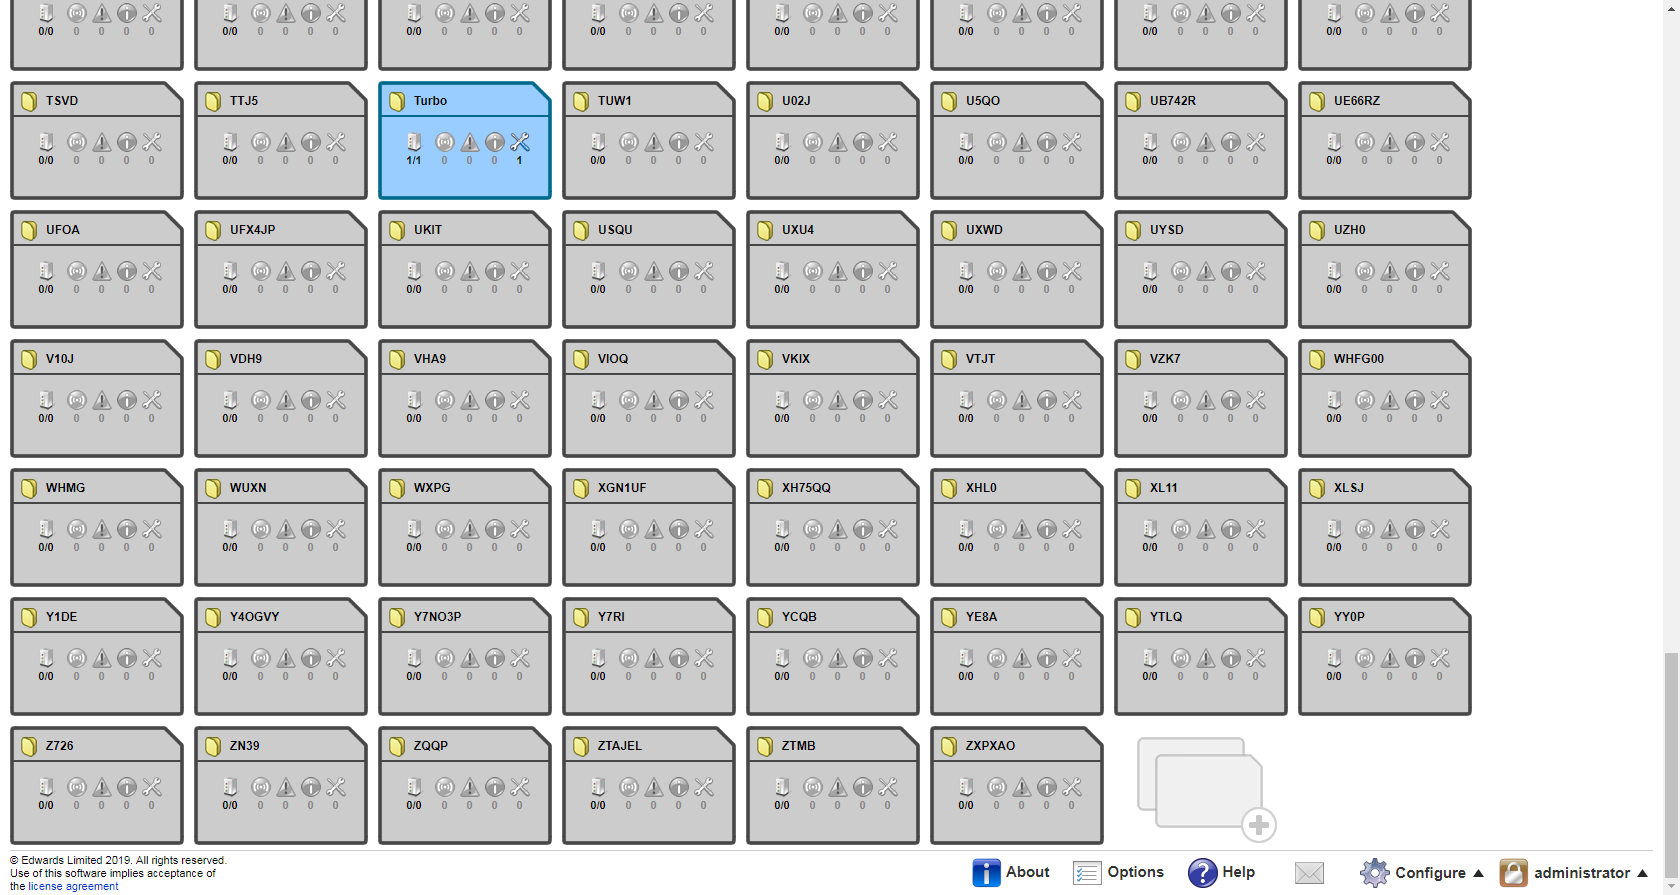 0/0 0 0 0 0 0/0 0 0 0 0 0/0 0 0 0 0 0/0 0 0 0 0 0/0 0 0 0 0 0/0 0 0 0 0 0/0 0 0 0 0 0/0 0 0 0 0
TSVD TTJ5 Turbo TUW1 U02J U5QO UB742R UE66RZ
0/0 0 0 0 0 0/0 0 0 0 0 1/1 0 0 0 1 0/0 0 0 0 0 0/0 0 0 0 0 0/0 0 0 0 0 0/0 0 0 0 0 0/0 0 0 0 0
UFOA UFX4JP UKIT USQU UXU4 UXWD UYSD UZH0
0/0 0 0 0 0 0/0 0 0 0 0 0/0 0 0 0 0 0/0 0 0 0 0 0/0 0 0 0 0 0/0 0 0 0 0 0/0 0 0 0 0 0/0 0 0 0 0
V10J VDH9 VHA9 VIOQ VKIX VTJT VZK7 WHFG00
0/0 0 0 0 0 0/0 0 0 0 0 0/0 0 0 0 0 0/0 0 0 0 0 0/0 0 0 0 0 0/0 0 0 0 0 0/0 0 0 0 0 0/0 0 0 0 0
WHMG WUXN WXPG XGN1UF XH75QQ XHL0 XL11 XLSJ
0/0 0 0 0 0 0/0 0 0 0 0 0/0 0 0 0 0 0/0 0 0 0 0 0/0 0 0 0 0 0/0 0 0 0 0 0/0 0 0 0 0 0/0 0 0 0 0
Y1DE Y4OGVY Y7NO3P Y7RI YCQB YE8A YTLQ YY0P
0/0 0 0 0 0 0/0 0 0 0 0 0/0 0 0 0 0 0/0 0 0 0 0 0/0 0 0 0 0 0/0 0 0 0 0 0/0 0 0 0 0 0/0 0 0 0 0
Z726 ZN39 ZQQP ZTAJEL ZTMB ZXPXAO
0/0 0 0 0 0 0/0 0 0 0 0 0/0 0 0 0 0 0/0 0 0 0 0 0/0 0 0 0 0 0/0 0 0 0 0
© Edwards Limited 2019. All rights reserved.
Use of this software implies acceptance of
the license agreement
About Options Help Configure administrator